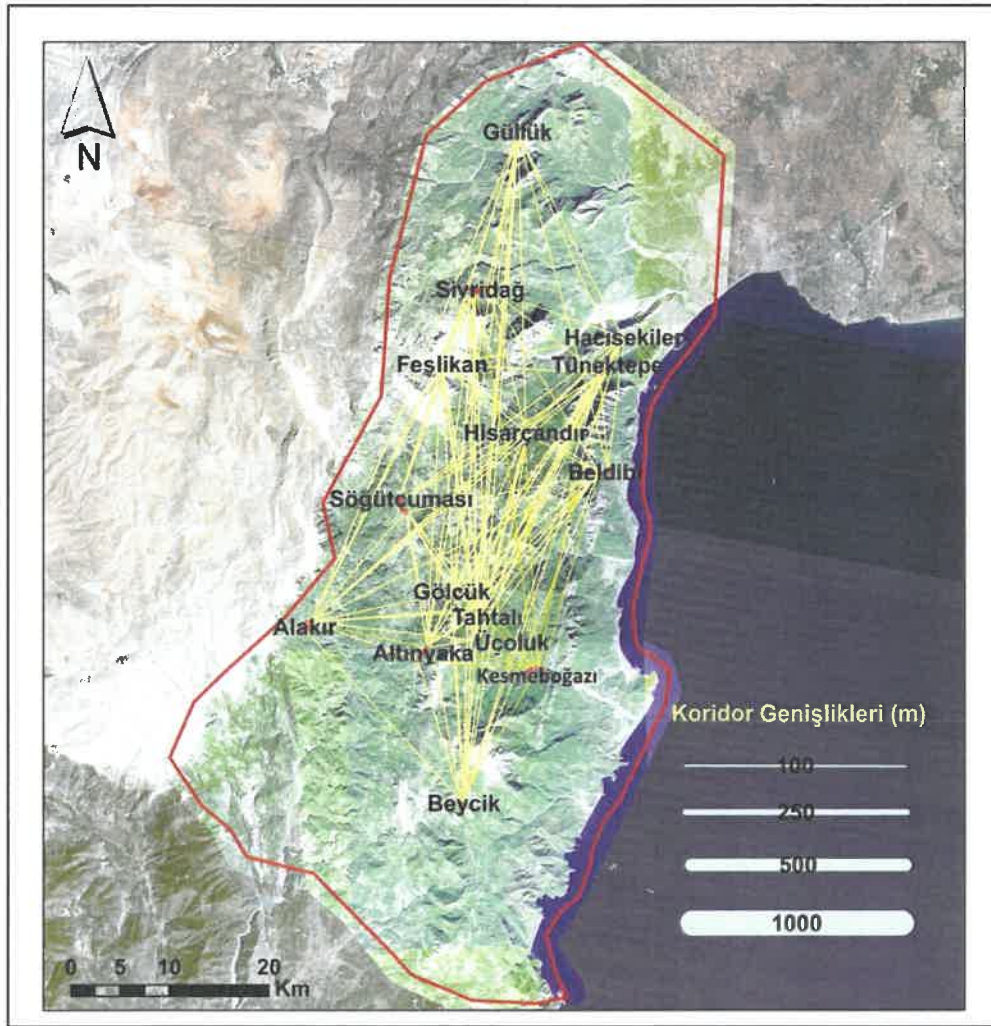 N
Güllük
Sivridağ
Hacısekiler
Feşlikan
Tünektepe
Hisarçandır
Beldibi
Söğütcuması
Gölcük
Tahtalı
Alakır
Üçoluk
Altınyaka
Kesmeboğazı
Koridor Genişlikleri (m)
100
250
Beycik
500
1000
0 5 10 20
Km